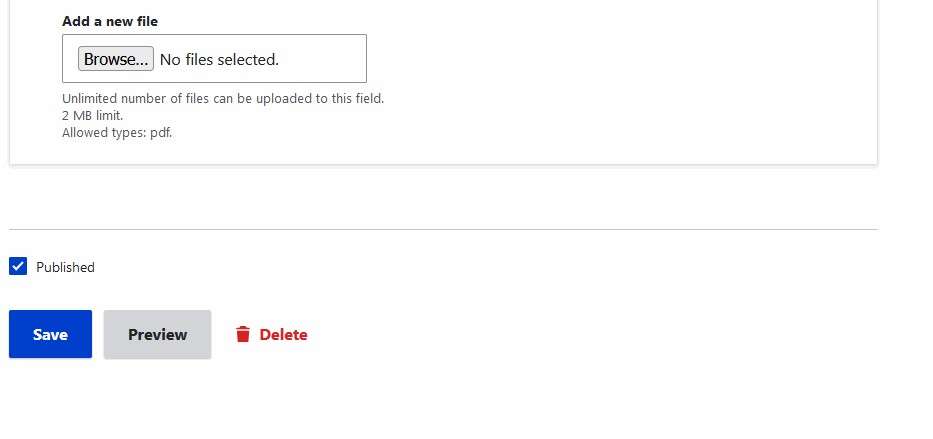 Add a new file
Browse... No files selected.
Unlimited number of files can be uploaded to this field.
2 MB limit.
Allowed types: pdf.
Published
Save Preview Delete